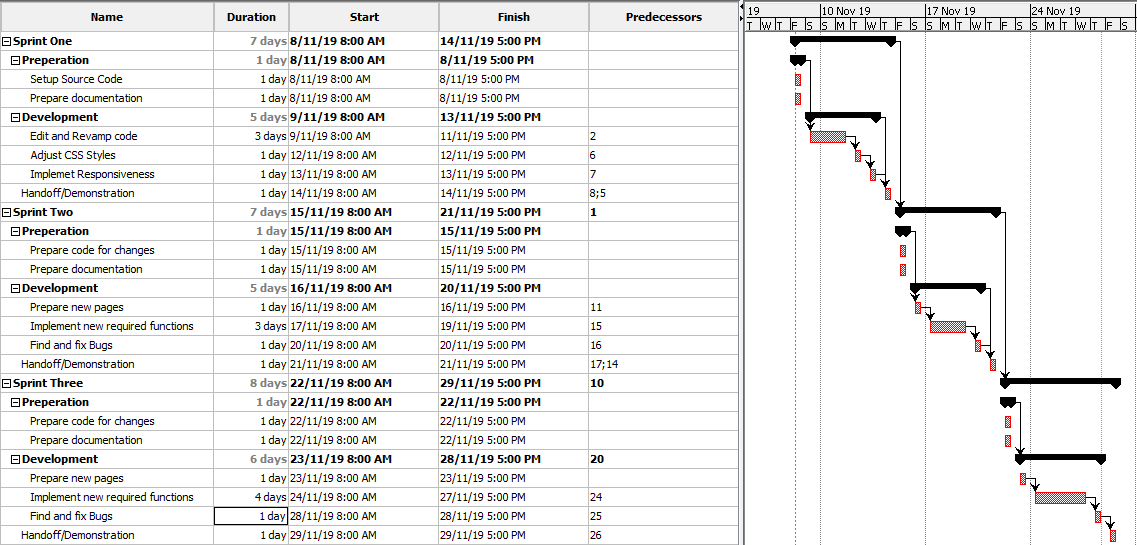 Name Duration Start Finish Predecessors 19 10 Nov 19 17 Nov 19 24 Nov 19
T W T F S S M T W T F S S M T W T F S S M T W T F S
Sprint One 7 days 8/11/19 8:00 AM 14/11/19 5:00 PM
Preperation 1 day 8/11/19 8:00 AM 8/11/19 5:00 PM
Setup Source Code 1 day 8/11/19 8:00 AM 8/11/19 5:00 PM
Prepare documentation 1 day 8/11/19 8:00 AM 8/11/19 5:00 PM
Development 5 days 9/11/19 8:00 AM 13/11/19 5:00 PM
Edit and Revamp code 3 days 9/11/19 8:00 AM 11/11/19 5:00 PM 2
Adjust CSS Styles 1 day 12/11/19 8:00 AM 12/11/19 5:00 PM 6
Implemet Responsiveness 1 day 13/11/19 8:00 AM 13/11/19 5:00 PM 7
Handoff/Demonstration 1 day 14/11/19 8:00 AM 14/11/19 5:00 PM 8;5
Sprint Two 7 days 15/11/19 8:00 AM 21/11/19 5:00 PM 1
Preperation 1 day 15/11/19 8:00 AM 15/11/19 5:00 PM
Prepare code for changes 1 day 15/11/19 8:00 AM 15/11/19 5:00 PM
Prepare documentation 1 day 15/11/19 8:00 AM 15/11/19 5:00 PM
Development 5 days 16/11/19 8:00 AM 20/11/19 5:00 PM
Prepare new pages 1 day 16/11/19 8:00 AM 16/11/19 5:00 PM 11
Implement new required functions 3 days 17/11/19 8:00 AM 19/11/19 5:00 PM 15
Find and fix Bugs 1 day 20/11/19 8:00 AM 20/11/19 5:00 PM 16
Handoff/Demonstration 1 day 21/11/19 8:00 AM 21/11/19 5:00 PM 17;14
Sprint Three 8 days 22/11/19 8:00 AM 29/11/19 5:00 PM 10
Preperation 1 day 22/11/19 8:00 AM 22/11/19 5:00 PM
Prepare code for changes 1 day 22/11/19 8:00 AM 22/11/19 5:00 PM
Prepare documentation 1 day 22/11/19 8:00 AM 22/11/19 5:00 PM
Development 6 days 23/11/19 8:00 AM 28/11/19 5:00 PM 20
Prepare new pages 1 day 23/11/19 8:00 AM 23/11/19 5:00 PM
Implement new required functions 4 days 24/11/19 8:00 AM 27/11/19 5:00 PM 24
Find and fix Bugs 1 day 28/11/19 8:00 AM 28/11/19 5:00 PM 25
Handoff/Demonstration 1 day 29/11/19 8:00 AM 29/11/19 5:00 PM 26